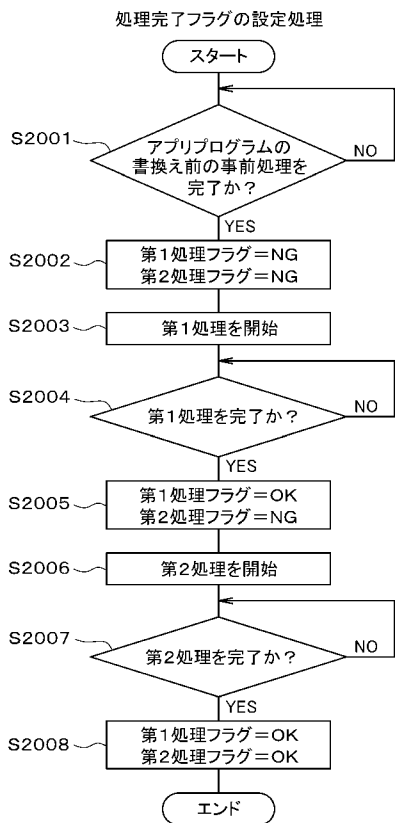 処理完了フラグの設定処理
スタート
S2001
アプリプログラムの
書換え前の事前処理を
完了か?
NO
YES
S2002
第1処理フラグ=NG
第2処理フラグ=NG
S2003
第1処理を開始
S2004
第1処理を完了か?
NO
YES
S2005
第1処理フラグ=OK
第2処理フラグ=NG
S2006
第2処理を開始
S2007
第2処理を完了か?
NO
YES
S2008
第1処理フラグ=OK
第2処理フラグ=OK
エンド